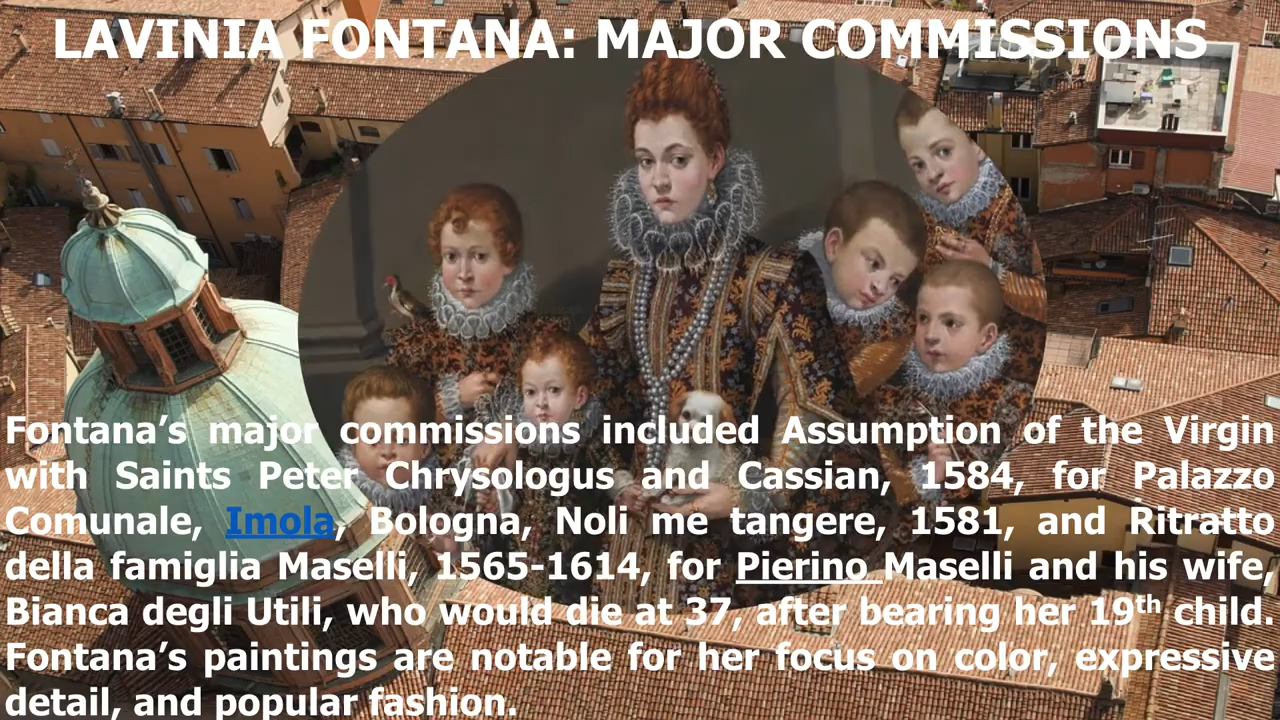 LAVINIA FONTANA: MAJOR COMMISSIONS
Fontana’s major commissions included Assumption of the Virgin
with Saints Peter Chrysologus and Cassian, 1584, for Palazzo
Comunale, Imola, Bologna, Noli me tangere, 1581, and Ritratto
della famiglia Maselli, 1565-1614, for Pierino Maselli and his wife,
Bianca degli Utili, who would die at 37, after bearing her 19th child.
Fontana’s paintings are notable for her focus on color, expressive
detail, and popular fashion.